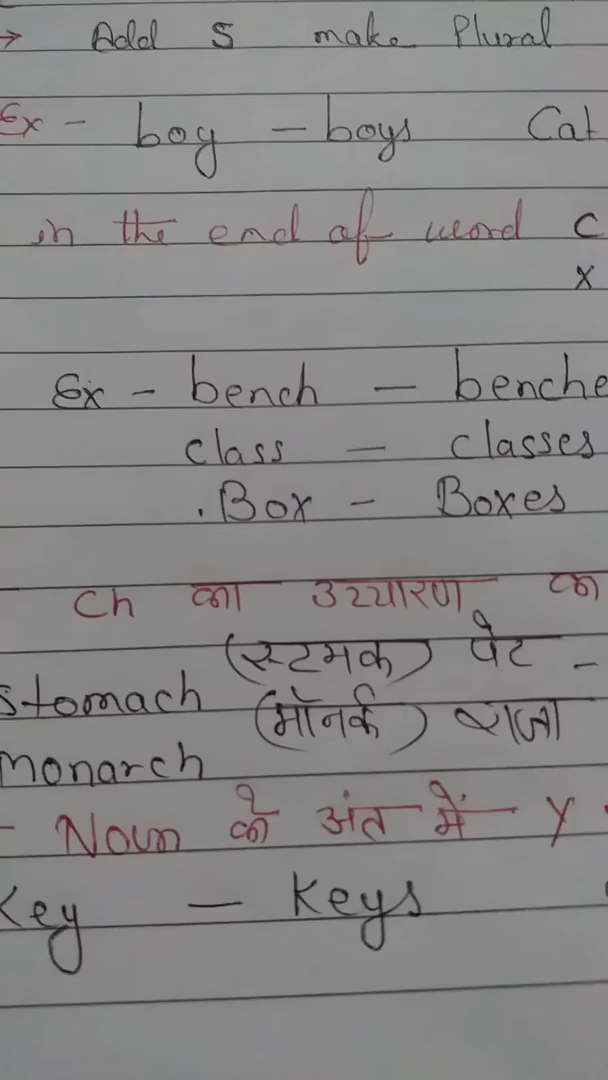 → Add s make Plural
Ex - boy - boys Cat
in the end of word C
x
Ex - bench - benche
class - classes
.Box - Boxes
Ch का उच्चारण क
(स्टमक) पेट -
stomach
(मॉनर्क) राजा
monarch
- Noun के अंत में y
Key - Keys